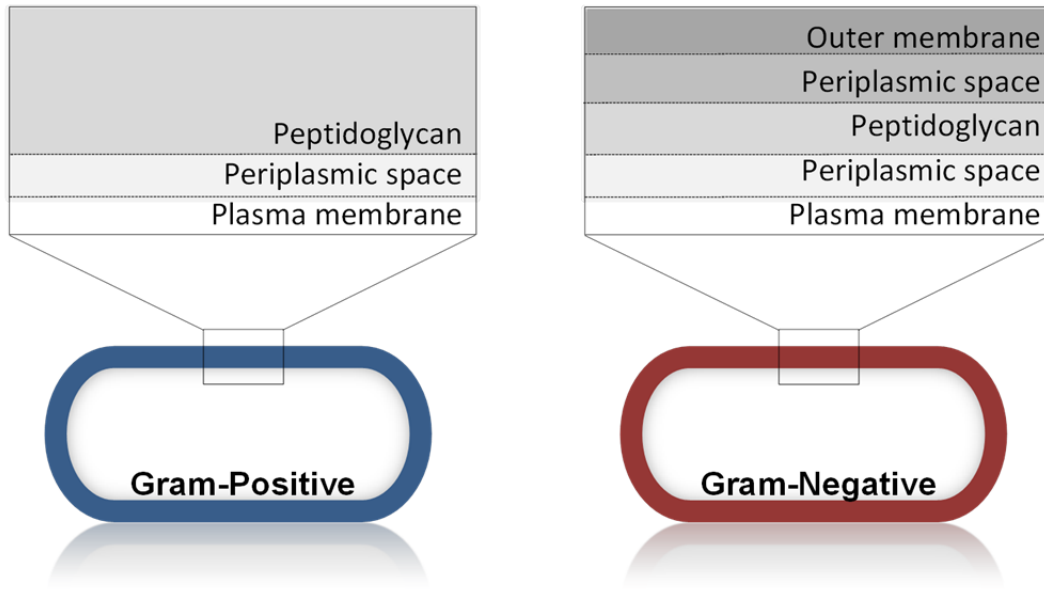 Peptidoglycan
Periplasmic space
Plasma membrane
Gram-Positive
Outer membrane
Periplasmic space
Peptidoglycan
Periplasmic space
Plasma membrane
Gram-Negative